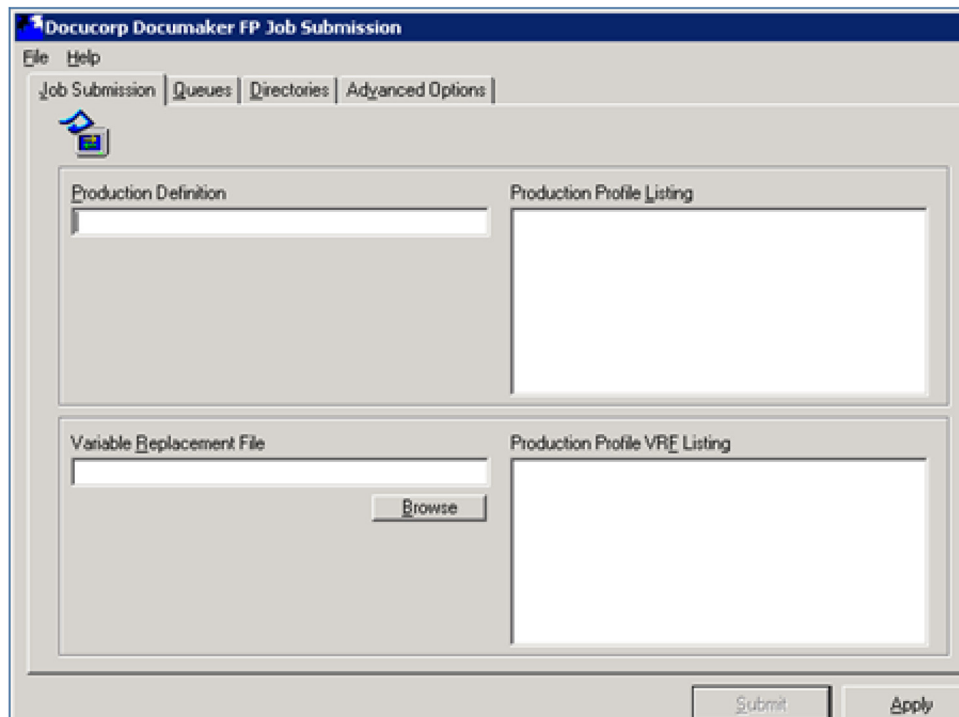 Docucorp Documaker FP Job Submission
File Help
Job Submission Queues Directories Advanced Options
Production Definition Production Profile Listing
Variable Replacement File Production Profile VRF Listing
Browse
Submit Apply